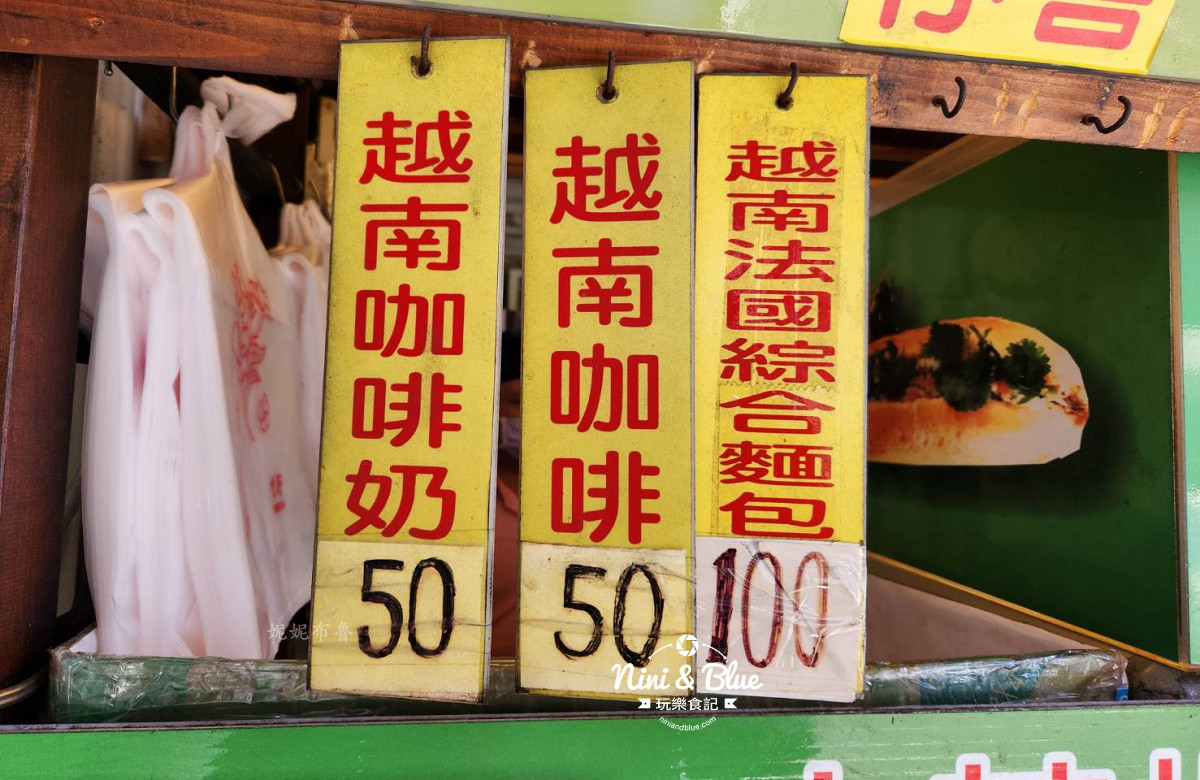 越南咖啡奶
50
越南咖啡
50
越南法國綜合麵包
100
妮妮布魯
Nini & Blue
玩樂食記
niniandblue.com